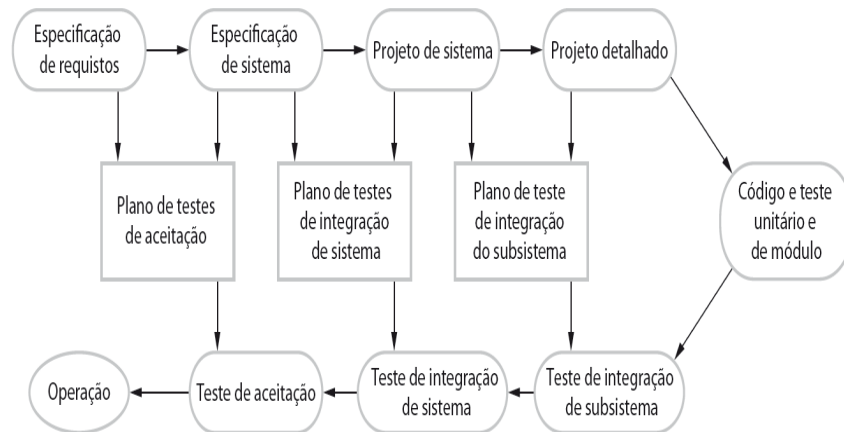 Especificação
de requistos
Especificação
de sistema
Projeto de sistema
Projeto detalhado
Plano de testes
de aceitação
Plano de testes
de integração
de sistema
Plano de teste
de integração
do subsistema
Código e teste
unitário e
de módulo
Operação
Teste de aceitação
Teste de integração
de sistema
Teste de integração
de subsistema